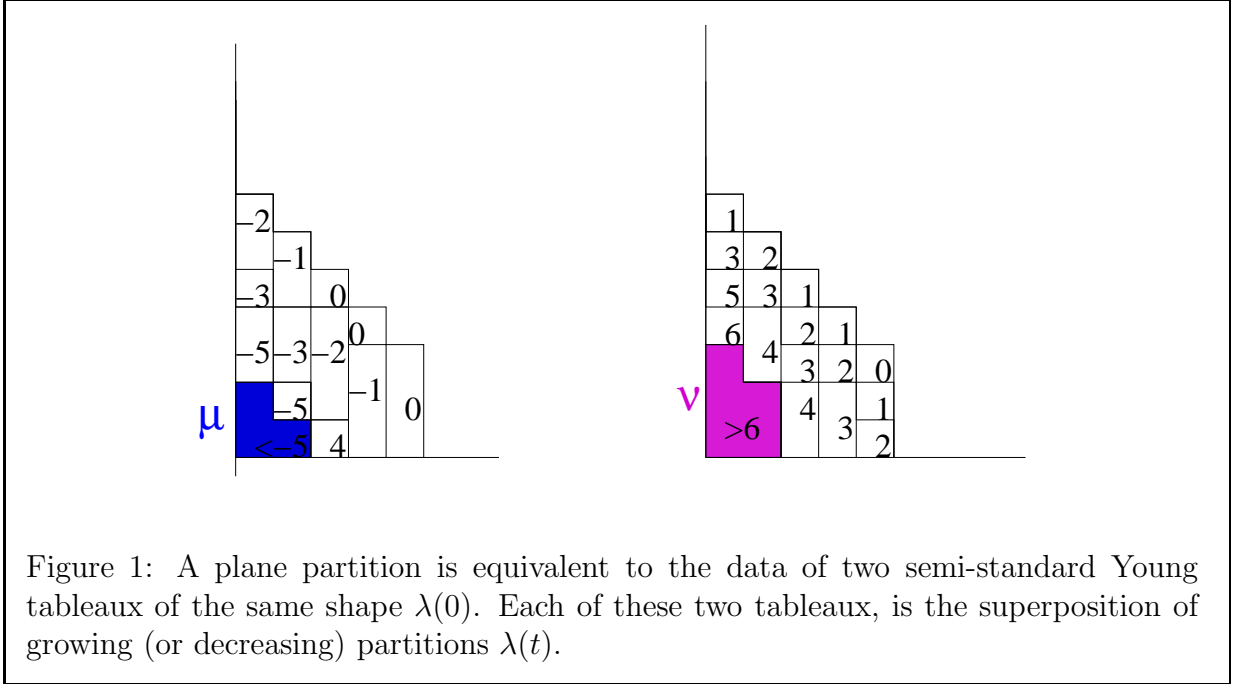 −2
1
−1
3 2
−3 0
5 3 1
0
6 2 1
−5 −3 −2
4
3 2 0
−1
μ
−5
0
ν
4
1
>6
3
<−5 4
2
Figure 1: A plane partition is equivalent to the data of two semi-standard Young
tableaux of the same shape λ(0). Each of these two tableaux, is the superposition of
growing (or decreasing) partitions λ(t).